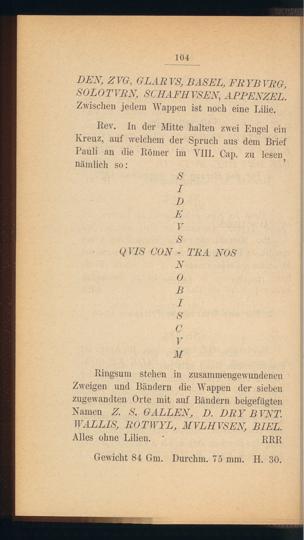 104
DEN, ZVG, GLARVS, BASEL, FRYBVRG,
SOLOTVRN, SCHAFHVSEN, APPENZEL.
Zwischen jedem Wappen ist noch eine Lilie.
Rev. In der Mitte halten zwei Engel ein
Kreuz, auf welchem der Spruch aus dem Brief
Pauli an die Römer im VIII. Cap. zu lesen,
nämlich so:
S
I
D
E
V
S
QVIS CON - TRA NOS
N
O
B
I
S
C
V
M
Ringsum stehen in zusammengewundenen
Zweigen und Bändern die Wappen der sieben
zugewandten Orte mit auf Bändern beigefügten
Namen Z. S. GALLEN, D. DRY BVNT.
WALLIS, ROTWYL, MVLHVSEN, BIEL.
Alles ohne Lilien. RRR
Gewicht 84 Gm. Durchm. 75 mm. H. 30.